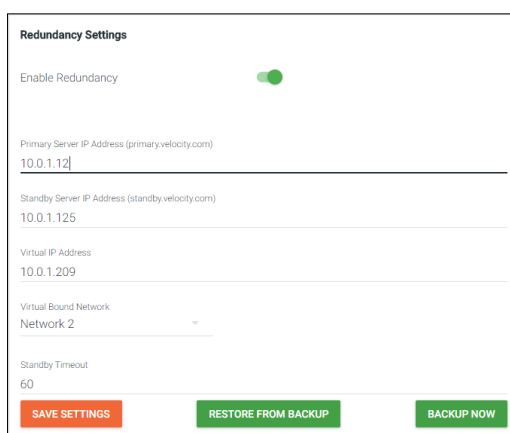 Redundancy Settings
Enable Redundancy
Primary Server IP Address (primary.velocity.com)
10.0.1.12
Standby Server IP Address (standby.velocity.com)
10.0.1.125
Virtual IP Address
10.0.1.209
Virtual Bound Network
Network 2
Standby Timeout
60
SAVE SETTINGS RESTORE FROM BACKUP BACKUP NOW